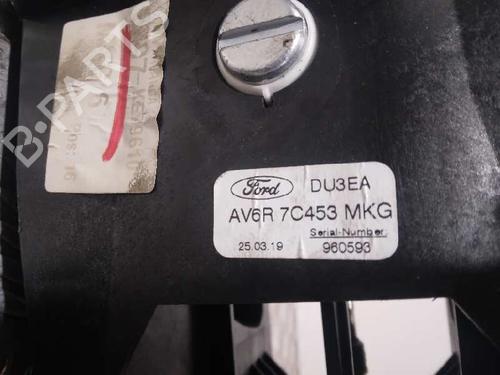 B-PARTS
Ford DU3EA
AV6R 7C453 MKG
25.03.19 Serial-Number
960593